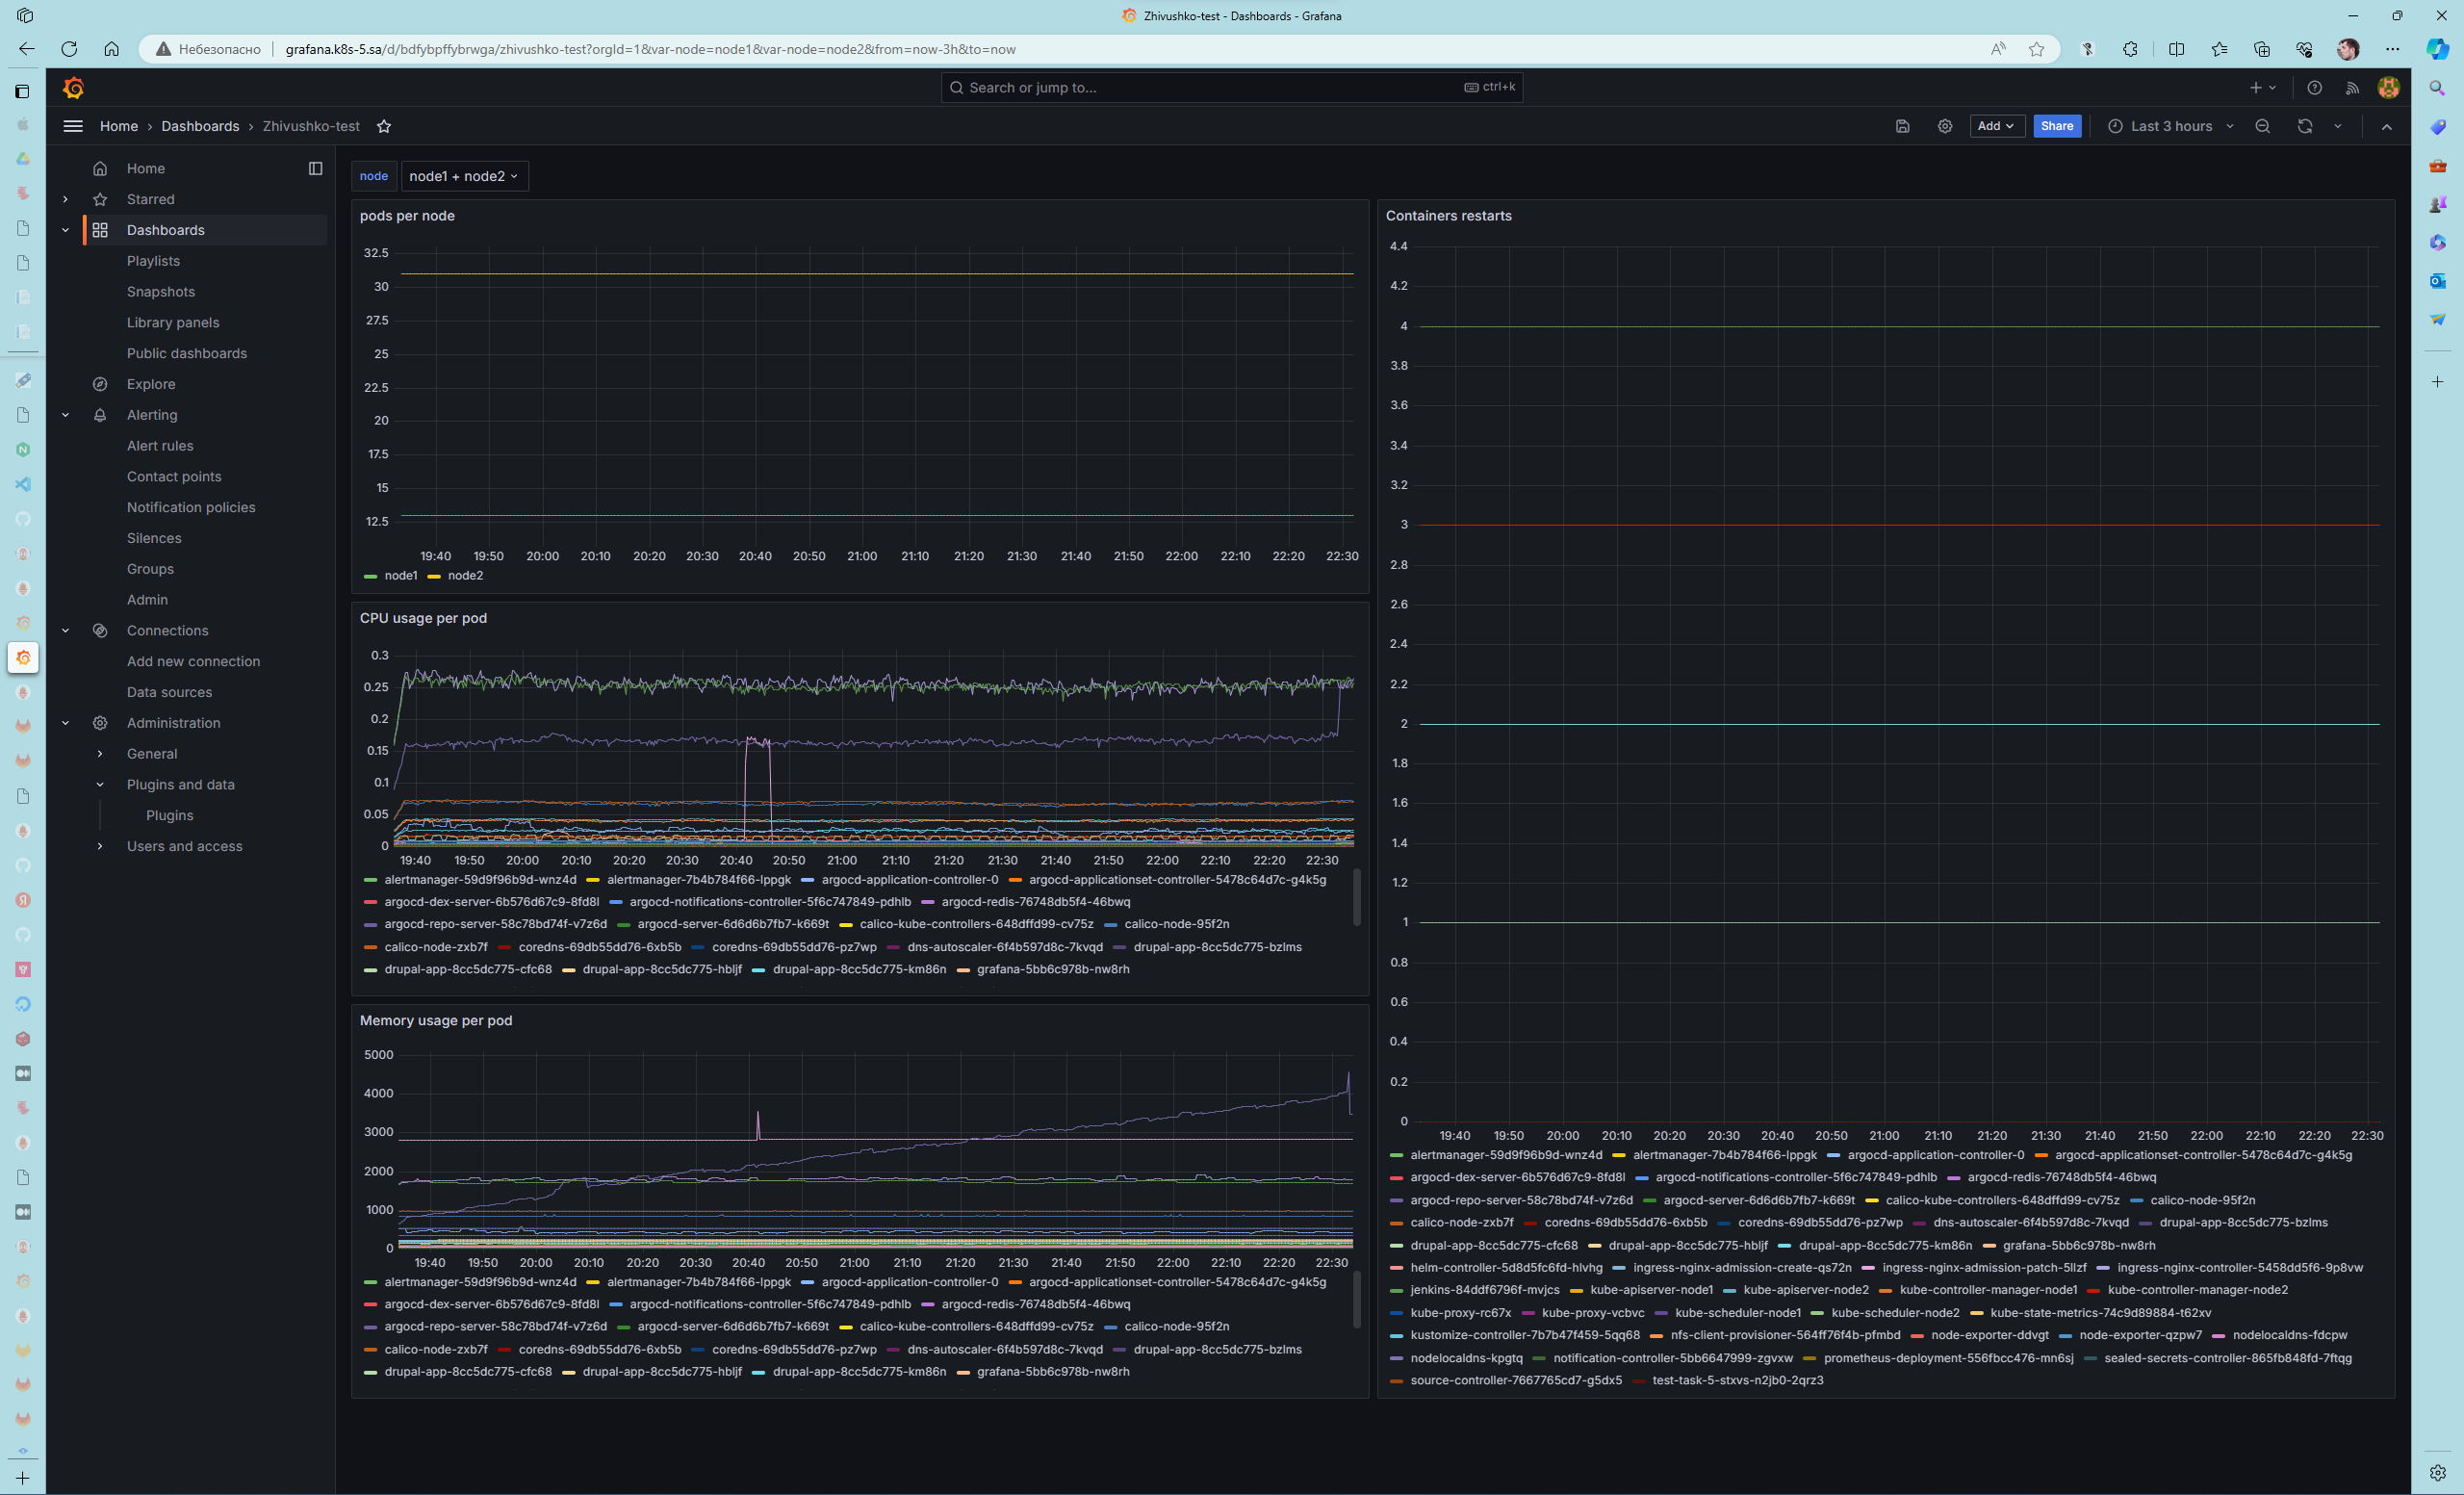 Zhivushko-test - Dashboards - Grafana
Небезопасно grafana.k8s-5.sa/d/bdfybpffybrwga/zhivushko-test?orgId=1&var-node=node1&var-node=node2&from=now-3h&to=now
Search or jump to... ctrl+k
Home › Dashboards › Zhivushko-test
Add Share Last 3 hours
Home
Starred
Dashboards
Playlists
Snapshots
Library panels
Public dashboards
Explore
Alerting
Alert rules
Contact points
Notification policies
Silences
Groups
Admin
Connections
Add new connection
Data sources
Administration
General
Plugins and data
Plugins
Users and access
node node1 + node2
pods per node
32.5
30
27.5
25
22.5
20
17.5
15
12.5
19:40 19:50 20:00 20:10 20:20 20:30 20:40 20:50 21:00 21:10 21:20 21:30 21:40 21:50 22:00 22:10 22:20 22:30
node1 node2
CPU usage per pod
0.3
0.25
0.2
0.15
0.1
0.05
0
19:40 19:50 20:00 20:10 20:20 20:30 20:40 20:50 21:00 21:10 21:20 21:30 21:40 21:50 22:00 22:10 22:20 22:30
alertmanager-59d9f96b9d-wnz4d alertmanager-7b4b784f66-lppgk argocd-application-controller-0 argocd-applicationset-controller-5478c64d7c-g4k5g
argocd-dex-server-6b576d67c9-8fd8l argocd-notifications-controller-5f6c747849-pdhlb argocd-redis-76748db5f4-46bwq
argocd-repo-server-58c78bd74f-v7z6d argocd-server-6d6d6b7fb7-k669t calico-kube-controllers-648dffd99-cv75z calico-node-95f2n
calico-node-zxb7f coredns-69db55dd76-6xb5b coredns-69db55dd76-pz7wp dns-autoscaler-6f4b597d8c-7kvqd drupal-app-8cc5dc775-bzlms
drupal-app-8cc5dc775-cfc68 drupal-app-8cc5dc775-hbljf drupal-app-8cc5dc775-km86n grafana-5bb6c978b-nw8rh
Memory usage per pod
5000
4000
3000
2000
1000
0
19:40 19:50 20:00 20:10 20:20 20:30 20:40 20:50 21:00 21:10 21:20 21:30 21:40 21:50 22:00 22:10 22:20 22:30
alertmanager-59d9f96b9d-wnz4d alertmanager-7b4b784f66-lppgk argocd-application-controller-0 argocd-applicationset-controller-5478c64d7c-g4k5g
argocd-dex-server-6b576d67c9-8fd8l argocd-notifications-controller-5f6c747849-pdhlb argocd-redis-76748db5f4-46bwq
argocd-repo-server-58c78bd74f-v7z6d argocd-server-6d6d6b7fb7-k669t calico-kube-controllers-648dffd99-cv75z calico-node-95f2n
calico-node-zxb7f coredns-69db55dd76-6xb5b coredns-69db55dd76-pz7wp dns-autoscaler-6f4b597d8c-7kvqd drupal-app-8cc5dc775-bzlms
drupal-app-8cc5dc775-cfc68 drupal-app-8cc5dc775-hbljf drupal-app-8cc5dc775-km86n grafana-5bb6c978b-nw8rh
Containers restarts
4.4
4.2
4
3.8
3.6
3.4
3.2
3
2.8
2.6
2.4
2.2
2
1.8
1.6
1.4
1.2
1
0.8
0.6
0.4
0.2
0
19:40 19:50 20:00 20:10 20:20 20:30 20:40 20:50 21:00 21:10 21:20 21:30 21:40 21:50 22:00 22:10 22:20 22:30
alertmanager-59d9f96b9d-wnz4d alertmanager-7b4b784f66-lppgk argocd-application-controller-0 argocd-applicationset-controller-5478c64d7c-g4k5g
argocd-dex-server-6b576d67c9-8fd8l argocd-notifications-controller-5f6c747849-pdhlb argocd-redis-76748db5f4-46bwq
argocd-repo-server-58c78bd74f-v7z6d argocd-server-6d6d6b7fb7-k669t calico-kube-controllers-648dffd99-cv75z calico-node-95f2n
calico-node-zxb7f coredns-69db55dd76-6xb5b coredns-69db55dd76-pz7wp dns-autoscaler-6f4b597d8c-7kvqd drupal-app-8cc5dc775-bzlms
drupal-app-8cc5dc775-cfc68 drupal-app-8cc5dc775-hbljf drupal-app-8cc5dc775-km86n grafana-5bb6c978b-nw8rh
helm-controller-5d8d5fc6fd-hlvhg ingress-nginx-admission-create-qs72n ingress-nginx-admission-patch-5llzf ingress-nginx-controller-5458dd5f6-9p8vw
jenkins-84ddf6796f-mvjcs kube-apiserver-node1 kube-apiserver-node2 kube-controller-manager-node1 kube-controller-manager-node2
kube-proxy-rc67x kube-proxy-vcbvc kube-scheduler-node1 kube-scheduler-node2 kube-state-metrics-74c9d89884-t62xv
kustomize-controller-7b7b47f459-5qq68 nfs-client-provisioner-564ff76f4b-pfmbd node-exporter-ddvgt node-exporter-qzpw7 nodelocaldns-fdcpw
nodelocaldns-kpgtq notification-controller-5bb6647999-zgvxw prometheus-deployment-556fbcc476-mn6sj sealed-secrets-controller-865fb848fd-7ftqg
source-controller-7667765cd7-g5dx5 test-task-5-stxvs-n2jb0-2qrz3